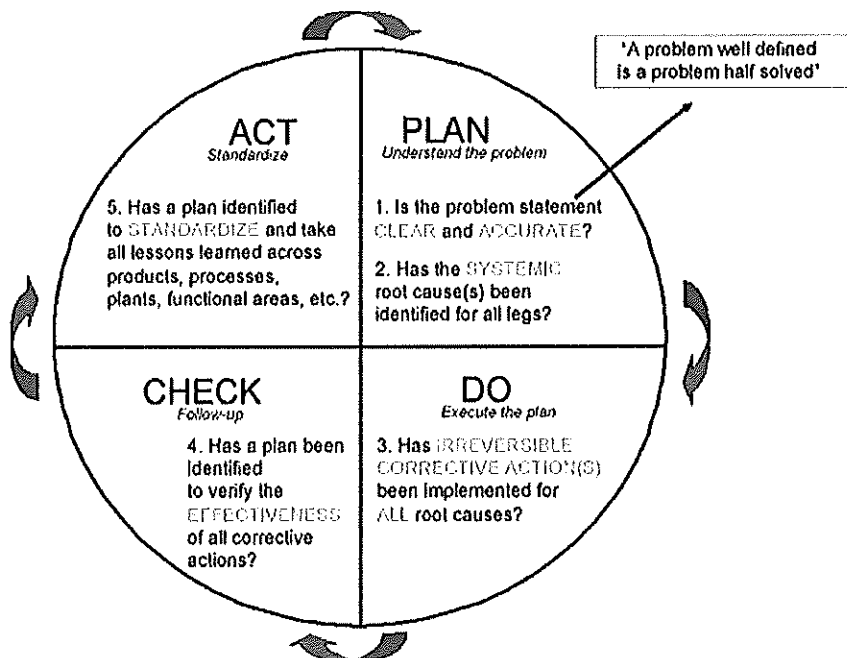 'A problem well defined
is a problem half solved'
ACT
Standardize
5. Has a plan identified
to STANDARDIZE and take
all lessons learned across
products, processes,
plants, functional areas, etc.?
PLAN
Understand the problem
1. Is the problem statement
CLEAR and ACCURATE?
2. Has the SYSTEMIC
root cause(s) been
identified for all legs?
CHECK
Follow-up
4. Has a plan been
identified
to verify the
EFFECTIVENESS
of all corrective
actions?
DO
Execute the plan
3. Has IRREVERSIBLE
CORRECTIVE ACTION(S)
been implemented for
ALL root causes?